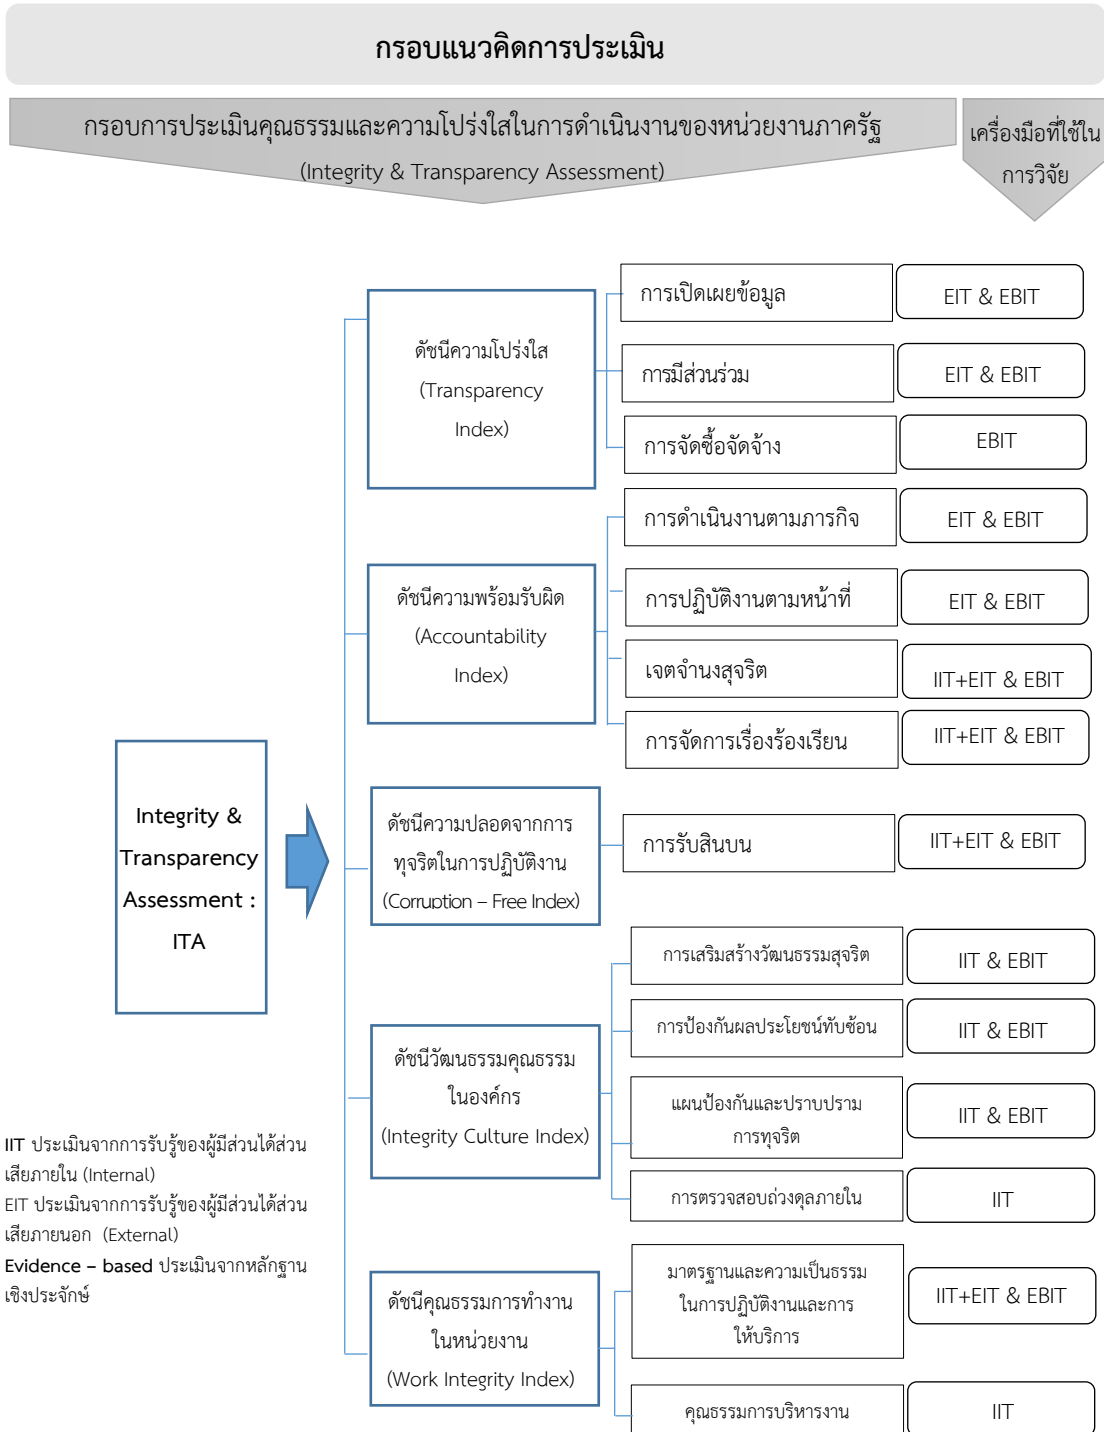 กรอบแนวคิดการประเมิน
กรอบการประเมินคุณธรรมและความโปร่งใสในการดำเนินงานของหน่วยงานภาครัฐ
(Integrity & Transparency Assessment)
เครื่องมือที่ใช้ใน
การวิจัย
Integrity &
Transparency
Assessment :
ITA
ดัชนีความโปร่งใส
(Transparency
Index)
การเปิดเผยข้อมูล
EIT & EBIT
การมีส่วนร่วม
EIT & EBIT
การจัดซื้อจัดจ้าง
EBIT
ดัชนีความพร้อมรับผิด
(Accountability
Index)
การดำเนินงานตามภารกิจ
EIT & EBIT
การปฏิบัติงานตามหน้าที่
EIT & EBIT
เจตจำนงสุจริต
IIT+EIT & EBIT
การจัดการเรื่องร้องเรียน
IIT+EIT & EBIT
ดัชนีความปลอดจากการ
ทุจริตในการปฏิบัติงาน
(Corruption – Free Index)
การรับสินบน
IIT+EIT & EBIT
ดัชนีวัฒนธรรมคุณธรรม
ในองค์กร
(Integrity Culture Index)
การเสริมสร้างวัฒนธรรมสุจริต
IIT & EBIT
การป้องกันผลประโยชน์ทับซ้อน
IIT & EBIT
แผนป้องกันและปราบปราม
การทุจริต
IIT & EBIT
การตรวจสอบถ่วงดุลภายใน
IIT
ดัชนีคุณธรรมการทำงาน
ในหน่วยงาน
(Work Integrity Index)
มาตรฐานและความเป็นธรรม
ในการปฏิบัติงานและการ
ให้บริการ
IIT+EIT & EBIT
คุณธรรมการบริหารงาน
IIT
IIT ประเมินจากการรับรู้ของผู้มีส่วนได้ส่วน
เสียภายใน (Internal)
EIT ประเมินจากการรับรู้ของผู้มีส่วนได้ส่วน
เสียภายนอก (External)
Evidence – based ประเมินจากหลักฐาน
เชิงประจักษ์